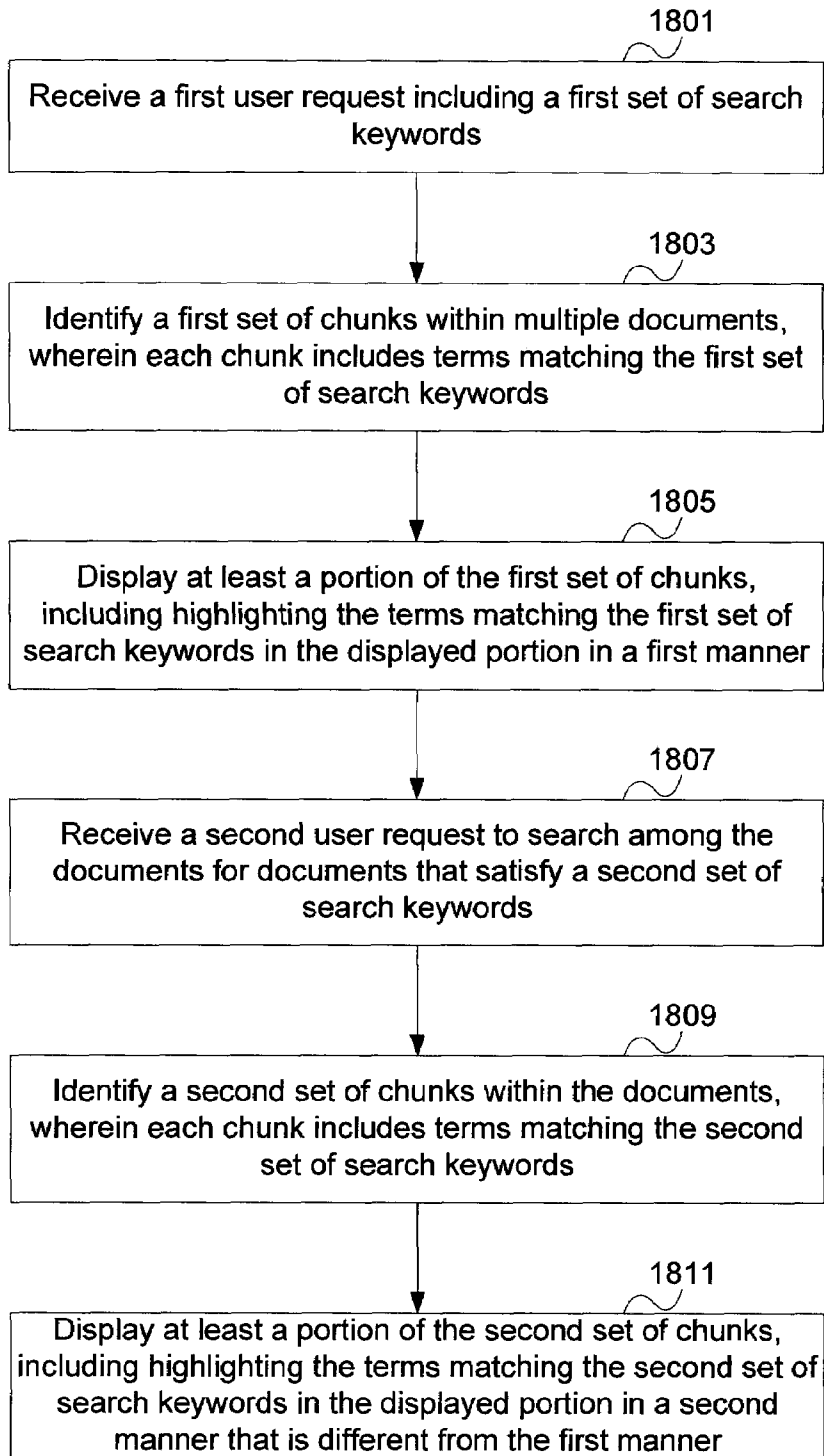 1801
Receive a first user request including a first set of search
keywords
1803
Identify a first set of chunks within multiple documents,
wherein each chunk includes terms matching the first set
of search keywords
1805
Display at least a portion of the first set of chunks,
including highlighting the terms matching the first set of
search keywords in the displayed portion in a first manner
1807
Receive a second user request to search among the
documents for documents that satisfy a second set of
search keywords
1809
Identify a second set of chunks within the documents,
wherein each chunk includes terms matching the second
set of search keywords
1811
Display at least a portion of the second set of chunks,
including highlighting the terms matching the second set of
search keywords in the displayed portion in a second
manner that is different from the first manner